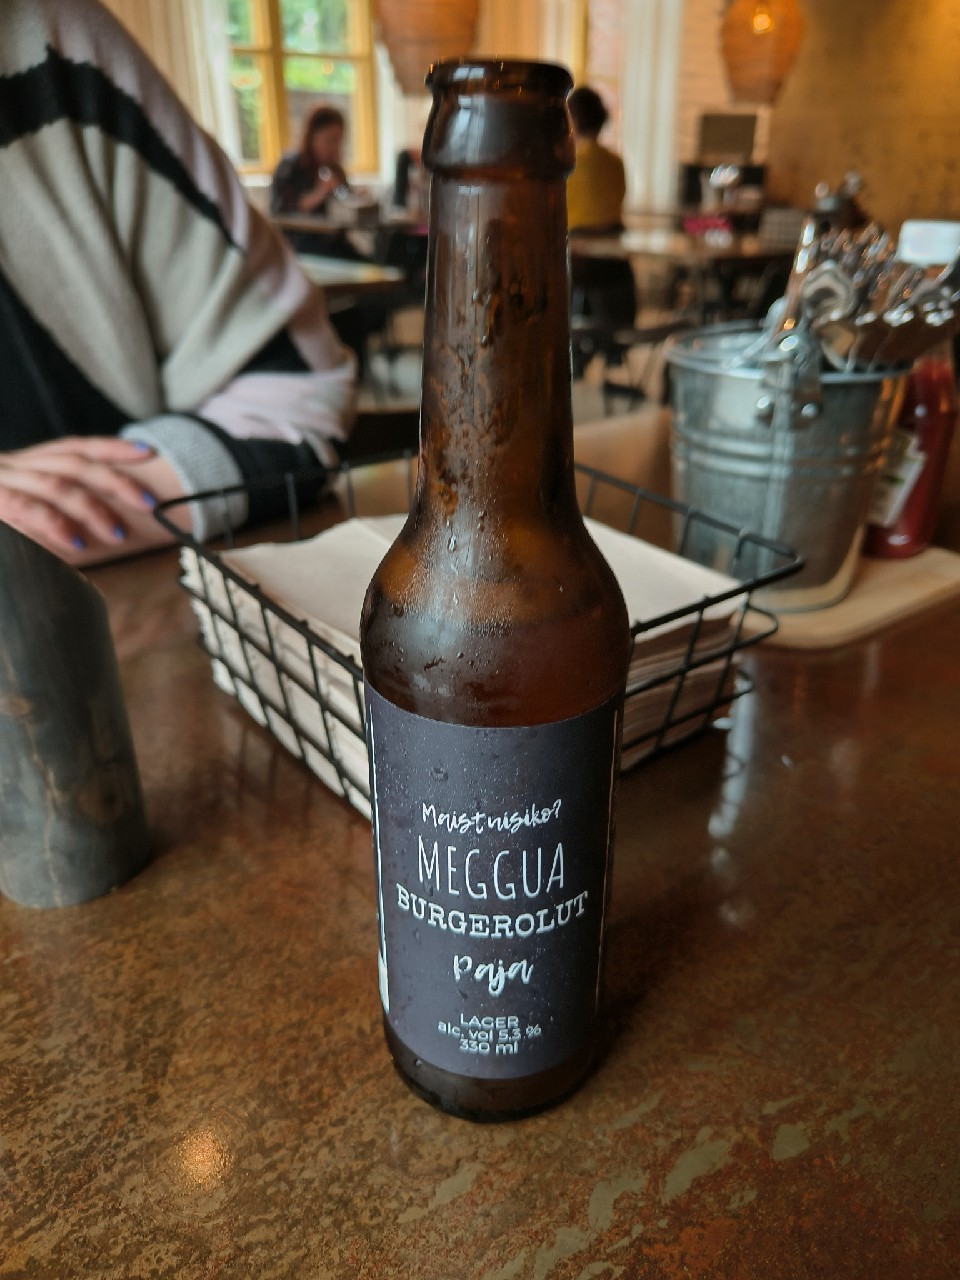 Maistuisiko?
MEGGUA
BURGEROLUT
Paja
LAGER
alc. vol 5,3 %
330 ml